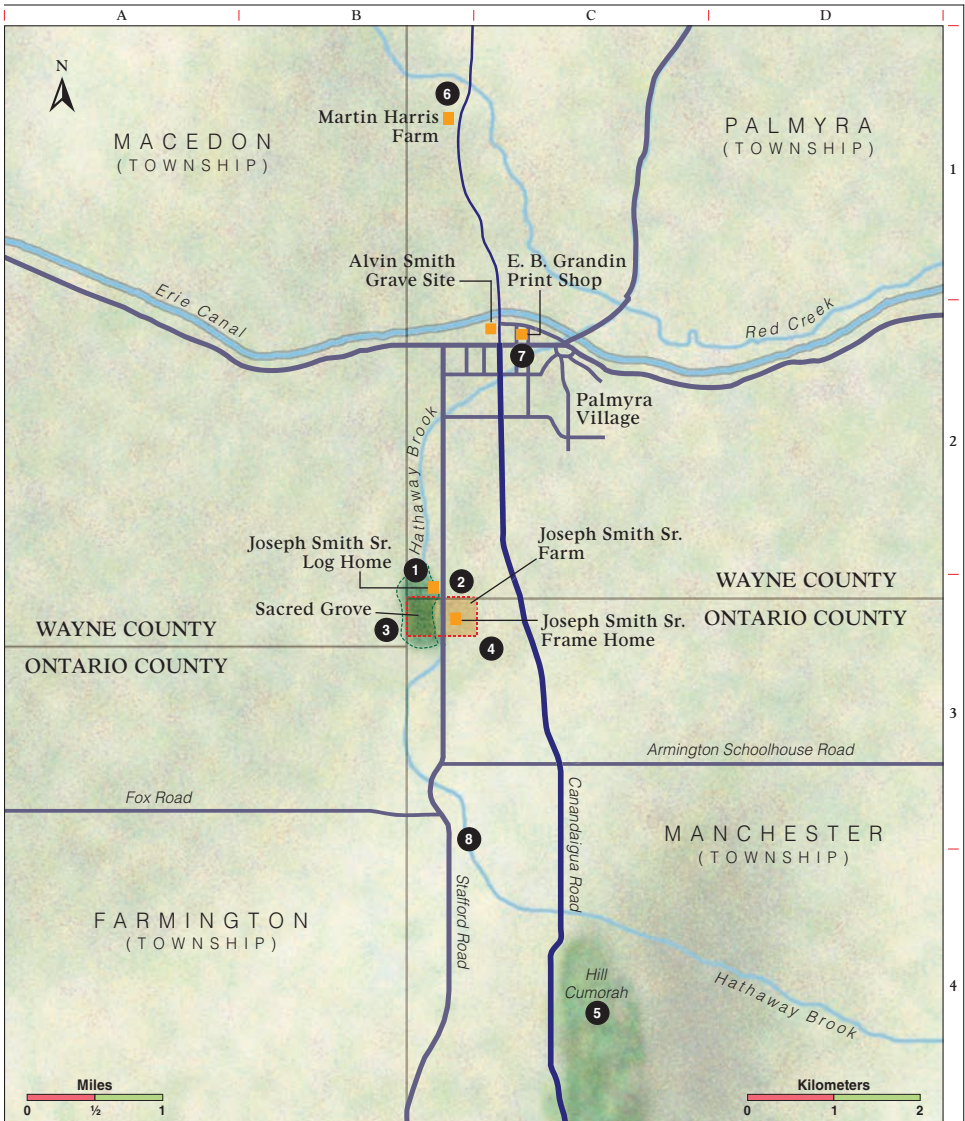 A B C D
N
6
Martin Harris
Farm
MACEDON
(TOWNSHIP)
PALMYRA
(TOWNSHIP)
1
Alvin Smith
Grave Site
E. B. Grandin
Print Shop
Erie Canal
Red Creek
7
Palmyra
Village
2
Hathaway Brook
Joseph Smith Sr.
Log Home
1
2
Joseph Smith Sr.
Farm
Sacred Grove
3
WAYNE COUNTY
ONTARIO COUNTY
WAYNE COUNTY
ONTARIO COUNTY
Joseph Smith Sr.
Frame Home
4
3
Armington Schoolhouse Road
Fox Road
Canandaigua Road
MANCHESTER
(TOWNSHIP)
8
Stafford Road
FARMINGTON
(TOWNSHIP)
Hill
Cumorah
5
Hathaway Brook
4
Miles
0 ½ 1
Kilometers
0 1 2